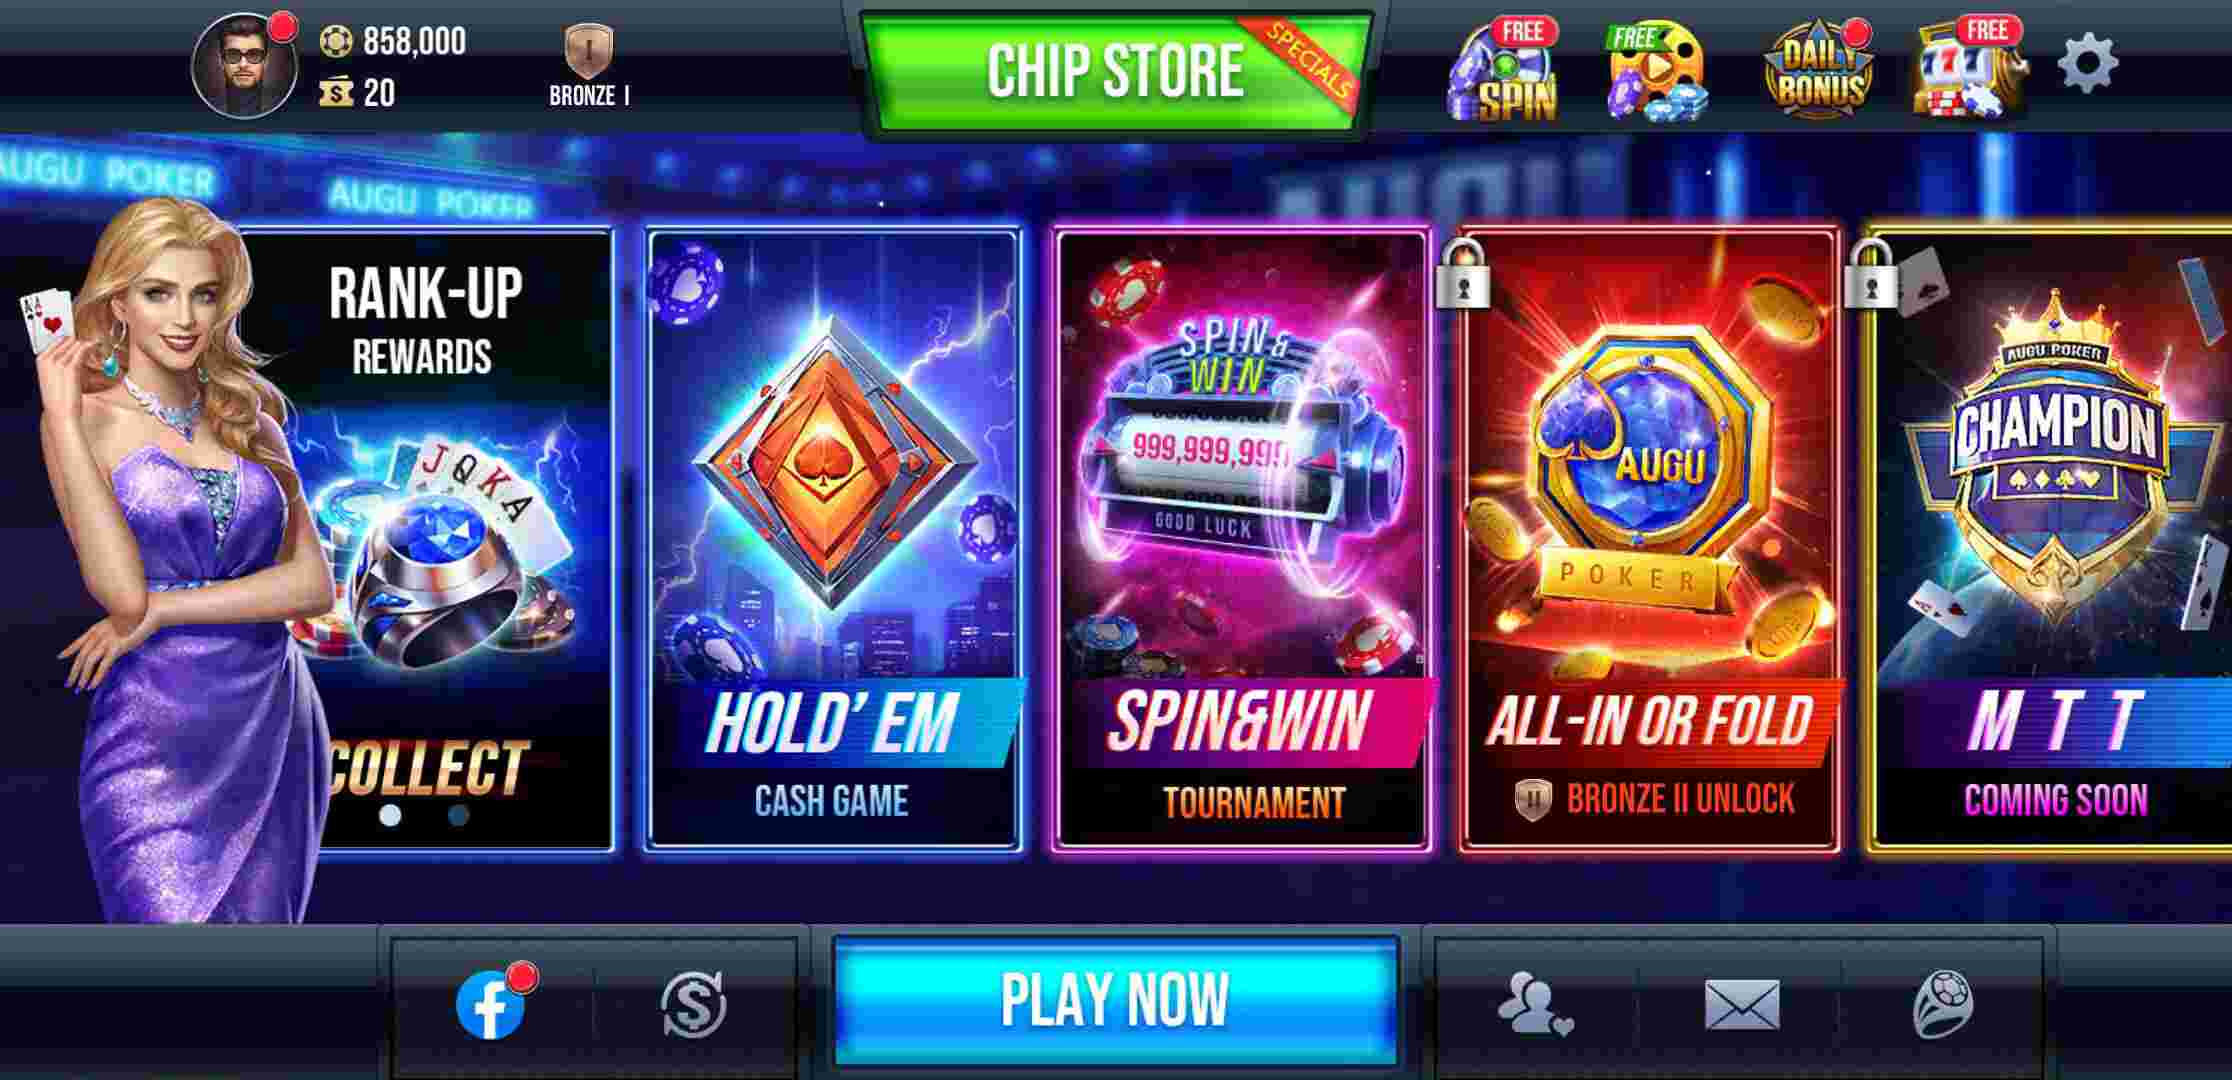 858,000
20
BRONZE I
CHIP STORE
SPECIALS
FREE
SPIN
FREE
DAILY
BONUS
FREE
777
AUGU POKER
AUGU POKER
AUGU
RANK-UP
REWARDS
J Q K A
COLLECT
HOLD' EM
CASH GAME
SPIN&
WIN
999,999,999
GOOD LUCK
SPIN&WIN
TOURNAMENT
AUGU
POKER
ALL-IN OR FOLD
II BRONZE II UNLOCK
AUGU POKER
CHAMPION
M T T
COMING SOON
PLAY NOW